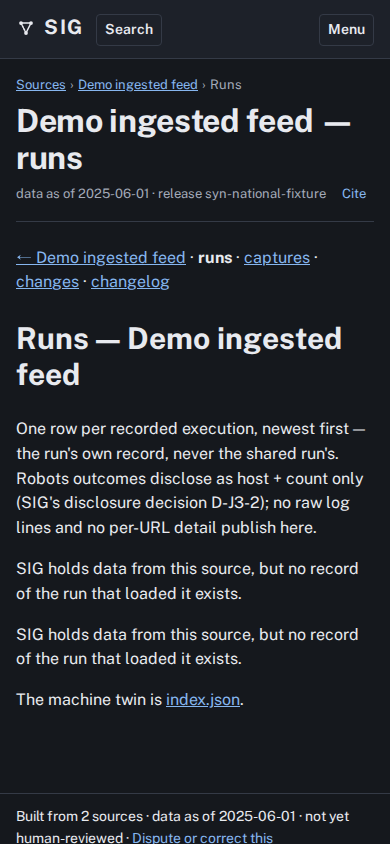 SIG
Search
Menu
Sources › Demo ingested feed › Runs
Demo ingested feed —
runs
data as of 2025-06-01 · release syn-national-fixture
Cite
← Demo ingested feed · runs · captures ·
changes · changelog
Runs — Demo ingested
feed
One row per recorded execution, newest first —
the run's own record, never the shared run's.
Robots outcomes disclose as host + count only
(SIG's disclosure decision D-J3-2); no raw log
lines and no per-URL detail publish here.
SIG holds data from this source, but no record
of the run that loaded it exists.
SIG holds data from this source, but no record
of the run that loaded it exists.
The machine twin is index.json.
Built from 2 sources · data as of 2025-06-01 · not yet
human-reviewed · Dispute or correct this